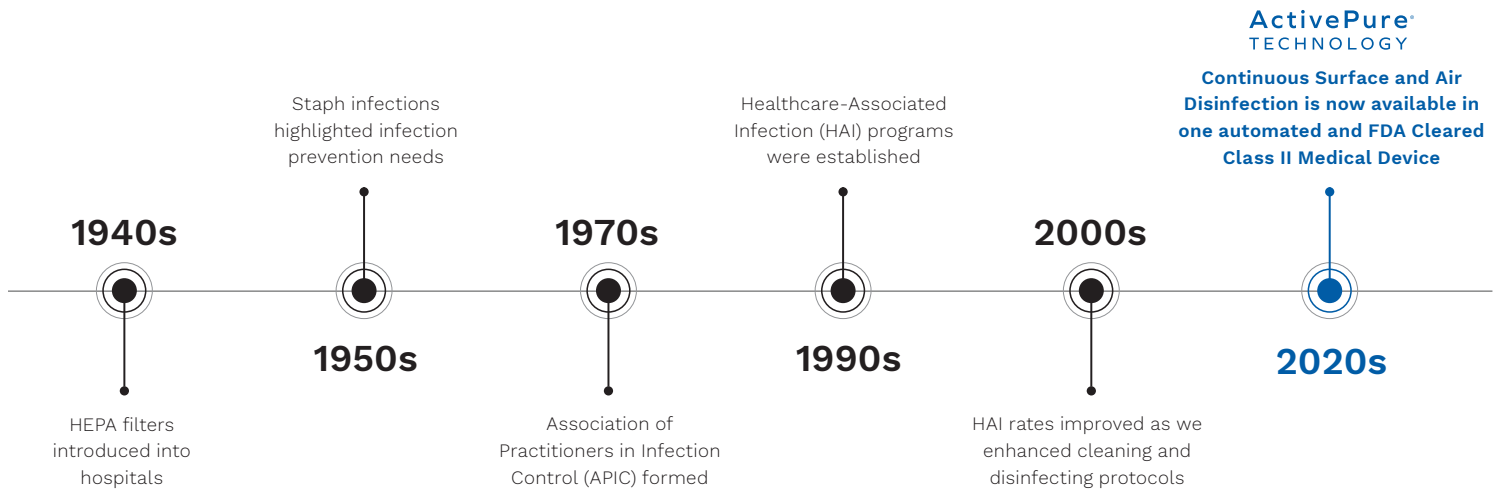 ActivePure®
TECHNOLOGY
Continuous Surface and Air
Disinfection is now available in
one automated and FDA Cleared
Class II Medical Device
Staph infections
highlighted infection
prevention needs
Healthcare-Associated
Infection (HAI) programs
were established
1940s
1970s
2000s
1950s
1990s
2020s
HEPA filters
introduced into
hospitals
Association of
Practitioners in Infection
Control (APIC) formed
HAI rates improved as we
enhanced cleaning and
disinfecting protocols